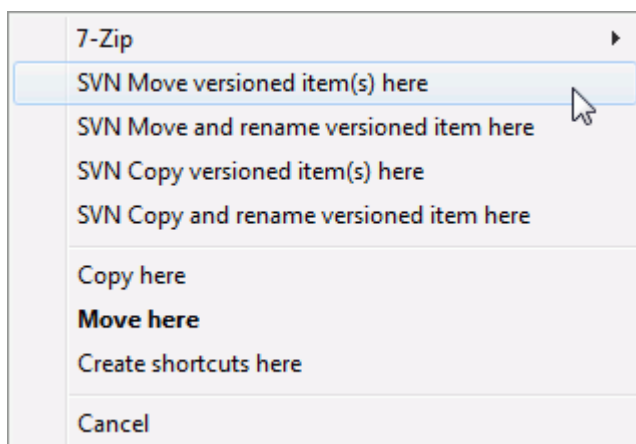 7-Zip
SVN Move versioned item(s) here
SVN Move and rename versioned item here
SVN Copy versioned item(s) here
SVN Copy and rename versioned item here
Copy here
Move here
Create shortcuts here
Cancel